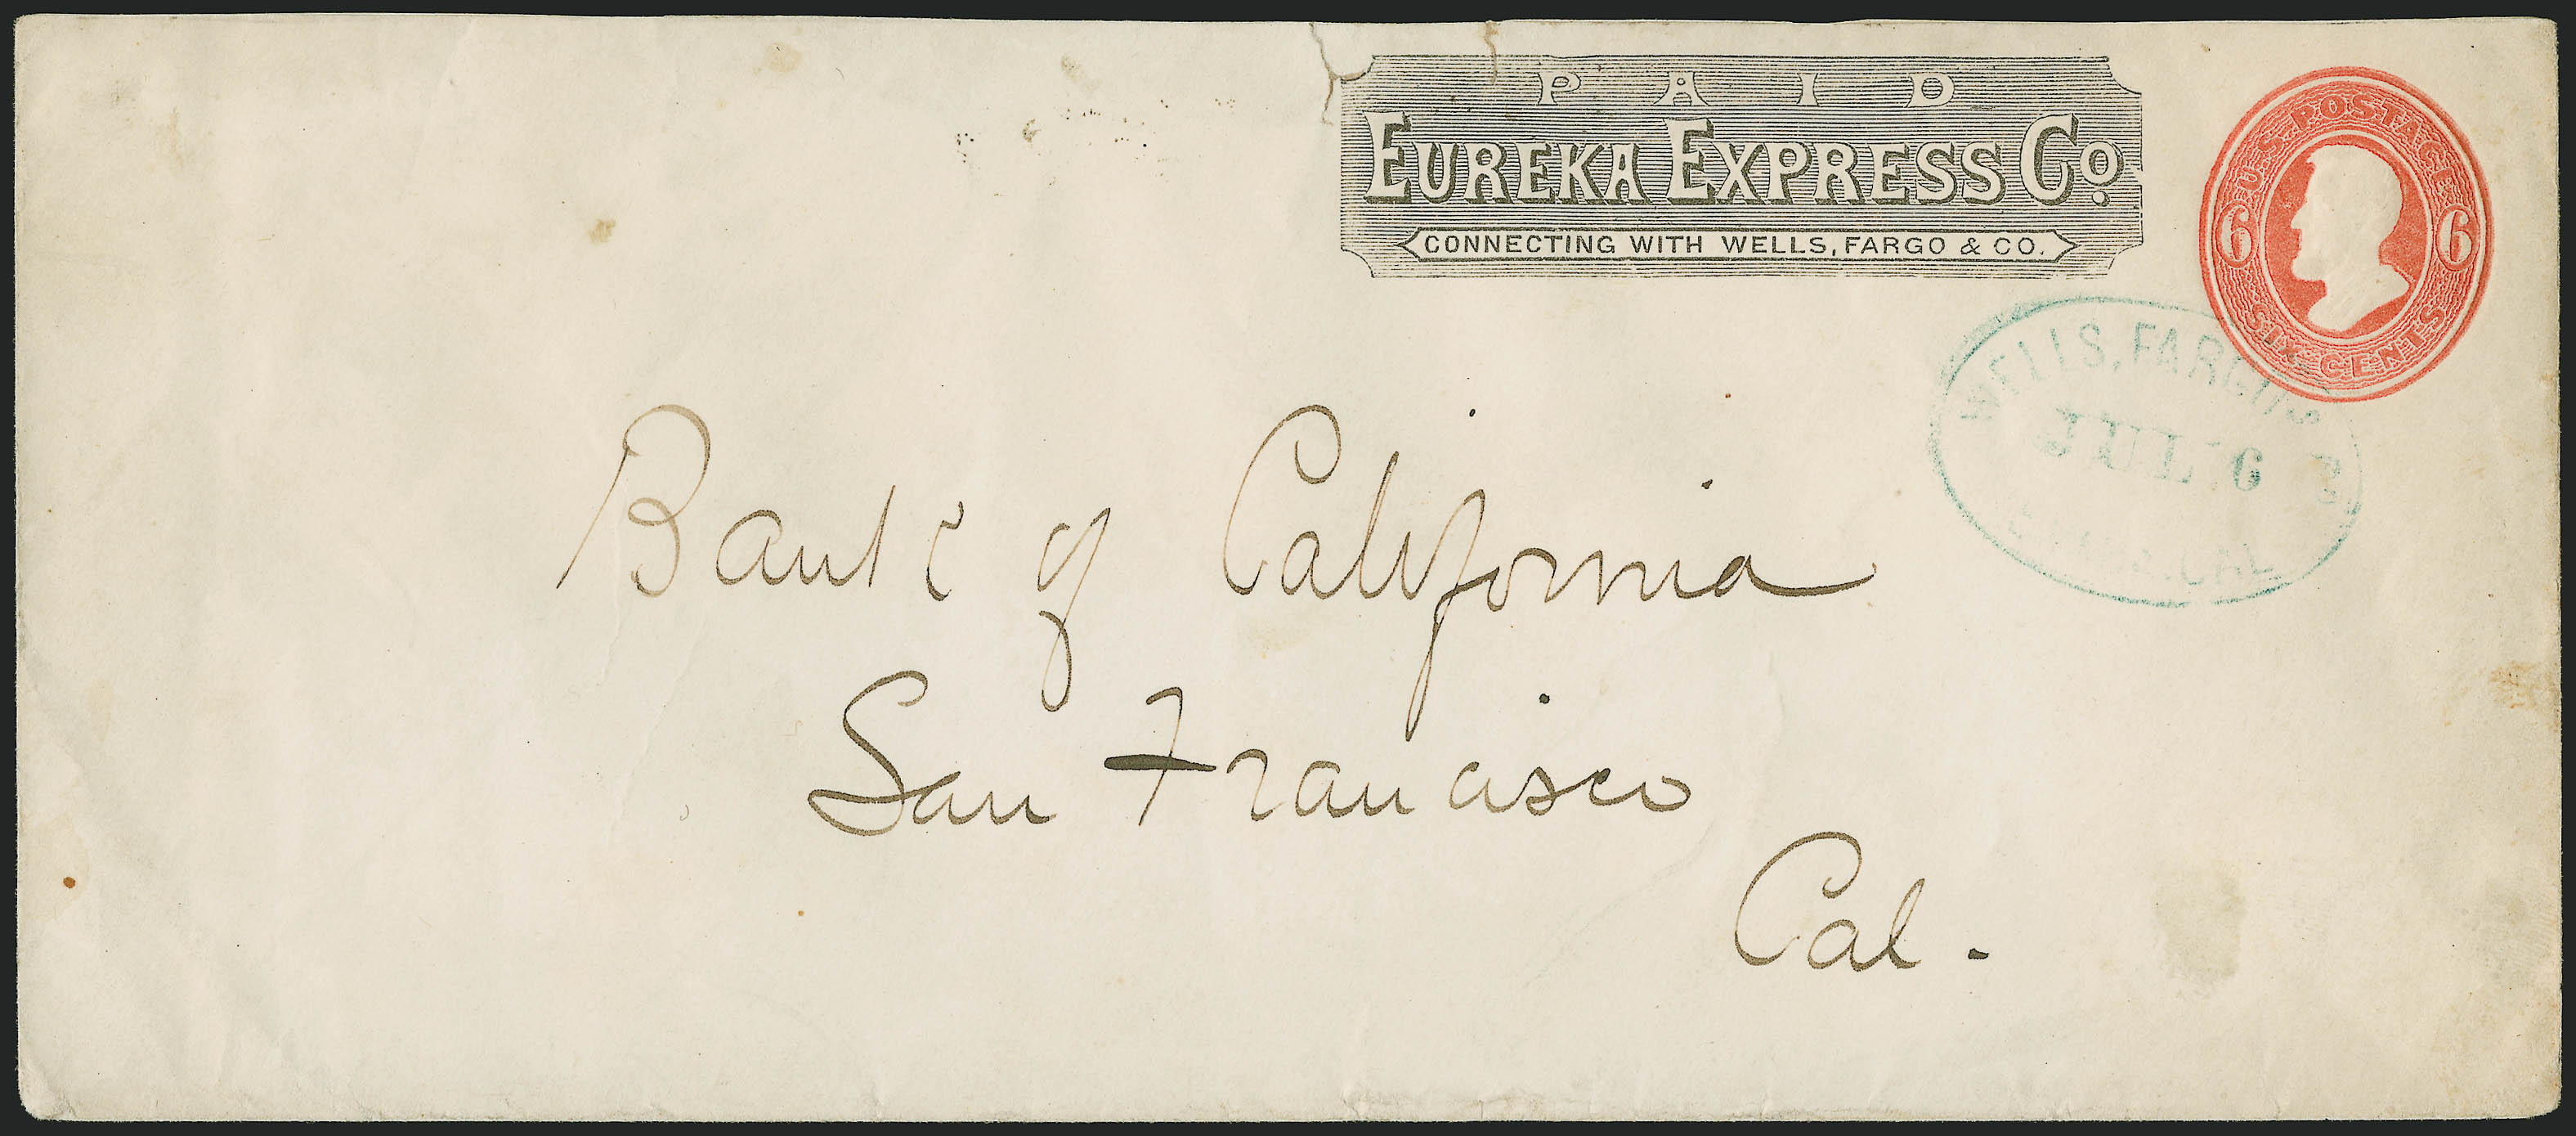 PAID
EUREKA EXPRESS CO.
CONNECTING WITH WELLS, FARGO & CO.
U.S. POSTAGE
6 6
SIX CENTS
WELLS, FARGO
JUL 6
CAL
Bank of California
San Francisco
Cal.